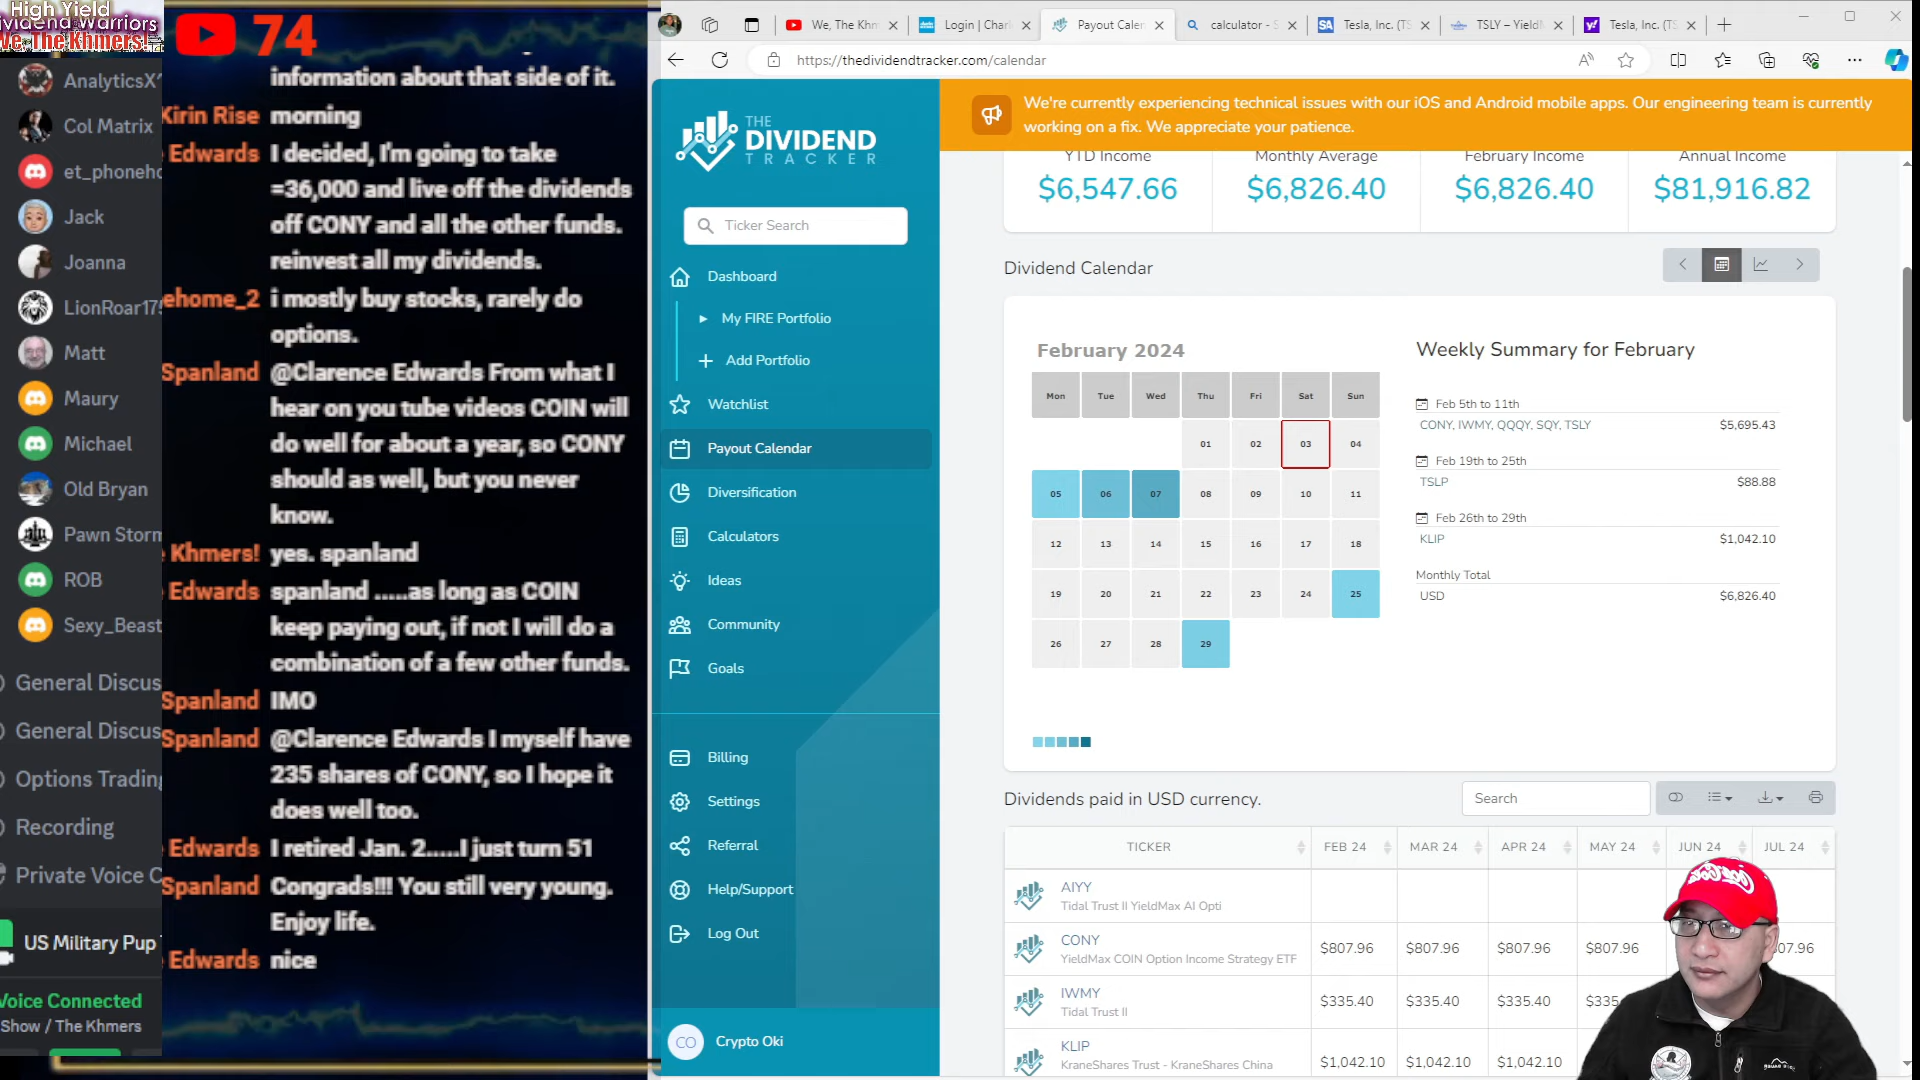 High Yield
Dividend Warriors
We, The Khmers!
74
AnalyticsX
Col Matrix
et_phoneho
Jack
Joanna
LionRoar175
Matt
Maury
Michael
Old Bryan
Pawn Storm
ROB
Sexy_Beast
General Discus
General Discus
Options Trading
Recording
Private Voice C
US Military Pup
Voice Connected
Show / The Khmers
information about that side of it.
Kirin Rise morning
Edwards I decided, I'm going to take
=36,000 and live off the dividends
off CONY and all the other funds.
reinvest all my dividends.
ehome_2 i mostly buy stocks, rarely do
options.
Spanland @Clarence Edwards From what I
hear on you tube videos COIN will
do well for about a year, so CONY
should as well, but you never
know.
Khmers! yes. spanland
Edwards spanland .....as long as COIN
keep paying out, if not I will do a
combination of a few other funds.
Spanland IMO
Spanland @Clarence Edwards I myself have
235 shares of CONY, so I hope it
does well too.
Edwards I retired Jan. 2.....I just turn 51
Spanland Congrads!!! You still very young.
Enjoy life.
Edwards nice
We, The Khm
Login | Char
Payout Calen
calculator - S
Tesla, Inc. (TS
TSLY – YieldM
Tesla, Inc. (TS
https://thedividendtracker.com/calendar
THE
DIVIDEND
TRACKER
Ticker Search
Dashboard
My FIRE Portfolio
Add Portfolio
Watchlist
Payout Calendar
Diversification
Calculators
Ideas
Community
Goals
Billing
Settings
Referral
Help/Support
Log Out
CO Crypto Oki
We're currently experiencing technical issues with our iOS and Android mobile apps. Our engineering team is currently
working on a fix. We appreciate your patience.
YTD Income Monthly Average February Income Annual Income
$6,547.66 $6,826.40 $6,826.40 $81,916.82
Dividend Calendar
February 2024
Mon Tue Wed Thu Fri Sat Sun
01 02 03 04
05 06 07 08 09 10 11
12 13 14 15 16 17 18
19 20 21 22 23 24 25
26 27 28 29
Weekly Summary for February
Feb 5th to 11th
CONY, IWMY, QQQY, SQY, TSLY $5,695.43
Feb 19th to 25th
TSLP $88.88
Feb 26th to 29th
KLIP $1,042.10
Monthly Total
USD $6,826.40
Dividends paid in USD currency.
Search
TICKER FEB 24 MAR 24 APR 24 MAY 24 JUN 24 JUL 24
AIYY
Tidal Trust II YieldMax AI Opti
CONY $807.96 $807.96 $807.96 $807.96 07.96
YieldMax COIN Option Income Strategy ETF
IWMY $335.40 $335.40 $335.40 $335
Tidal Trust II
KLIP $1,042.10 $1,042.10 $1,042.10
KraneShares Trust - KraneShares China
Coca-Cola